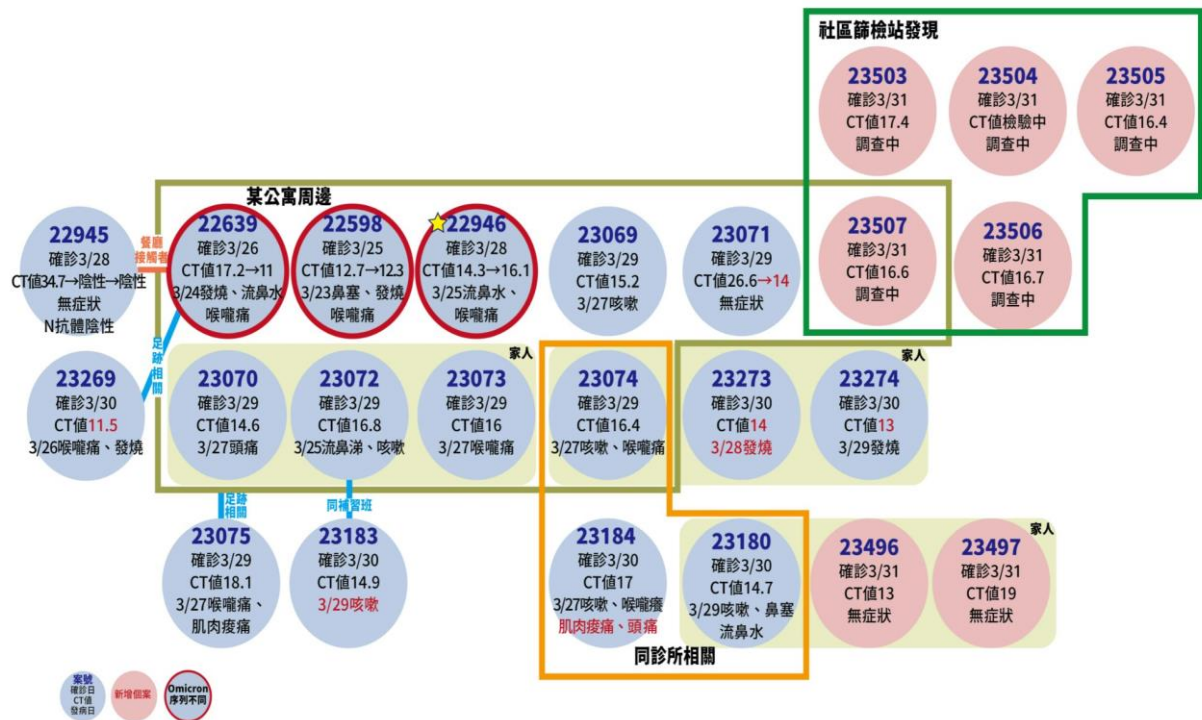 社區篩檢站發現
23503
確診3/31
CT值17.4
調查中
23504
確診3/31
CT值檢驗中
調查中
23505
確診3/31
CT值16.4
調查中
某公寓周邊
22945
確診3/28
CT值34.7→陰性→陰性
無症狀
N抗體陰性
餐廳
接觸者
22639
確診3/26
CT值17.2→11
3/24發燒、流鼻水
喉嚨痛
22598
確診3/25
CT值12.7→12.3
3/23鼻塞、發燒
喉嚨痛
22946
確診3/28
CT值14.3→16.1
3/25流鼻水、
喉嚨痛
23069
確診3/29
CT值15.2
3/27咳嗽
23071
確診3/29
CT值26.6→14
無症狀
23507
確診3/31
CT值16.6
調查中
23506
確診3/31
CT值16.7
調查中
足跡相關
23269
確診3/30
CT值11.5
3/26喉嚨痛、發燒
家人
23070
確診3/29
CT值14.6
3/27頭痛
23072
確診3/29
CT值16.8
3/25流鼻涕、咳嗽
23073
確診3/29
CT值16
3/27喉嚨痛
家人
23074
確診3/29
CT值16.4
3/27咳嗽、喉嚨痛
23273
確診3/30
CT值14
3/28發燒
23274
確診3/30
CT值13
3/29發燒
足跡
相關
同補習班
23075
確診3/29
CT值18.1
3/27喉嚨痛、
肌肉痠痛
23183
確診3/30
CT值14.9
3/29咳嗽
23184
確診3/30
CT值17
3/27咳嗽、喉嚨癢
肌肉痠痛、頭痛
家人
23180
確診3/30
CT值14.7
3/29咳嗽、鼻塞
流鼻水
23496
確診3/31
CT值13
無症狀
23497
確診3/31
CT值19
無症狀
同診所相關
案號
確診日
CT值
發病日
新增個案
Omicron
序列不同